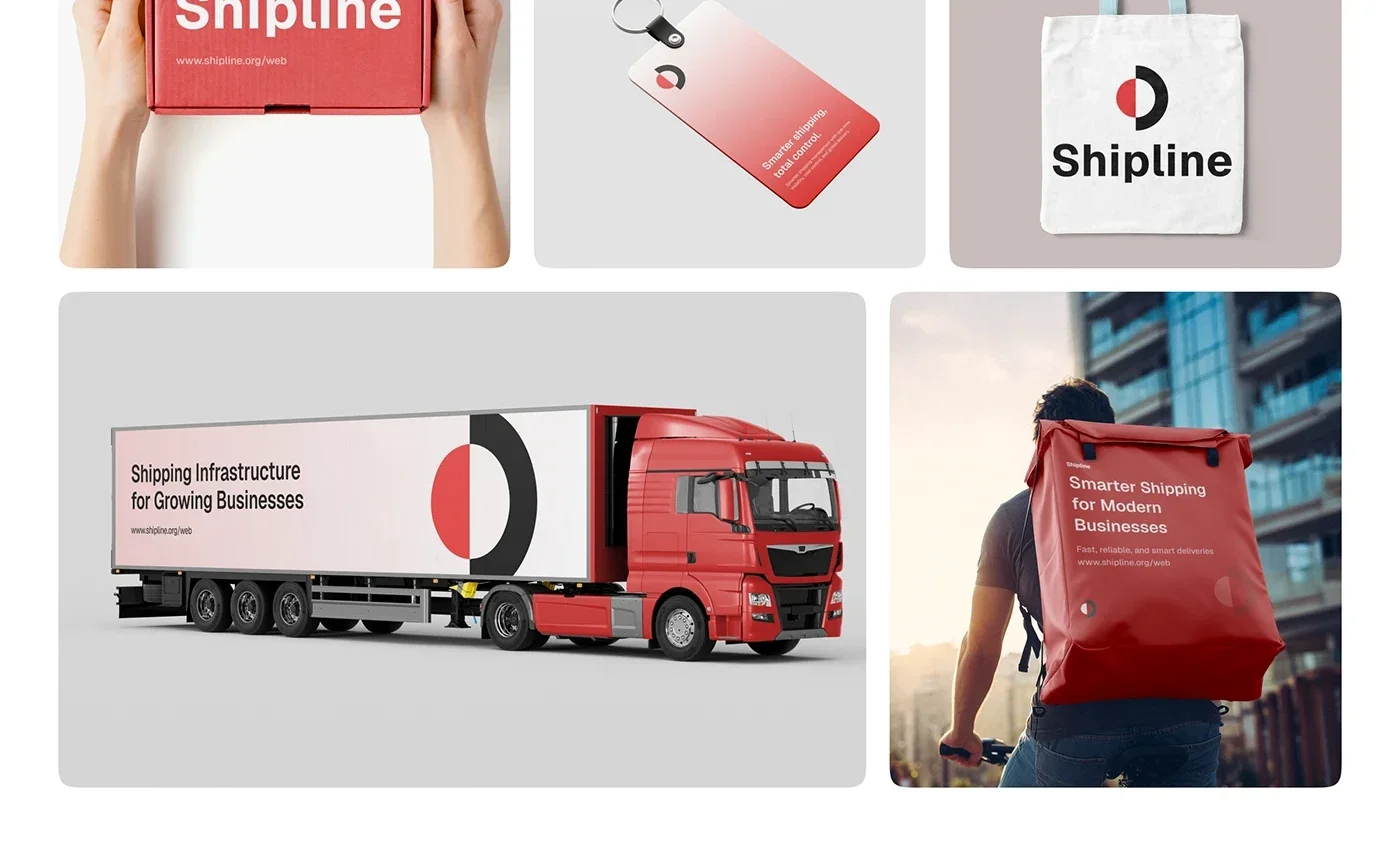 Shipline
www.shipline.org/web
Smarter shipping,
total control.
Shipline
Shipping Infrastructure
for Growing Businesses
www.shipline.org/web
Shipline
Smarter Shipping
for Modern
Businesses
Fast, reliable, and smart deliveries
www.shipline.org/web